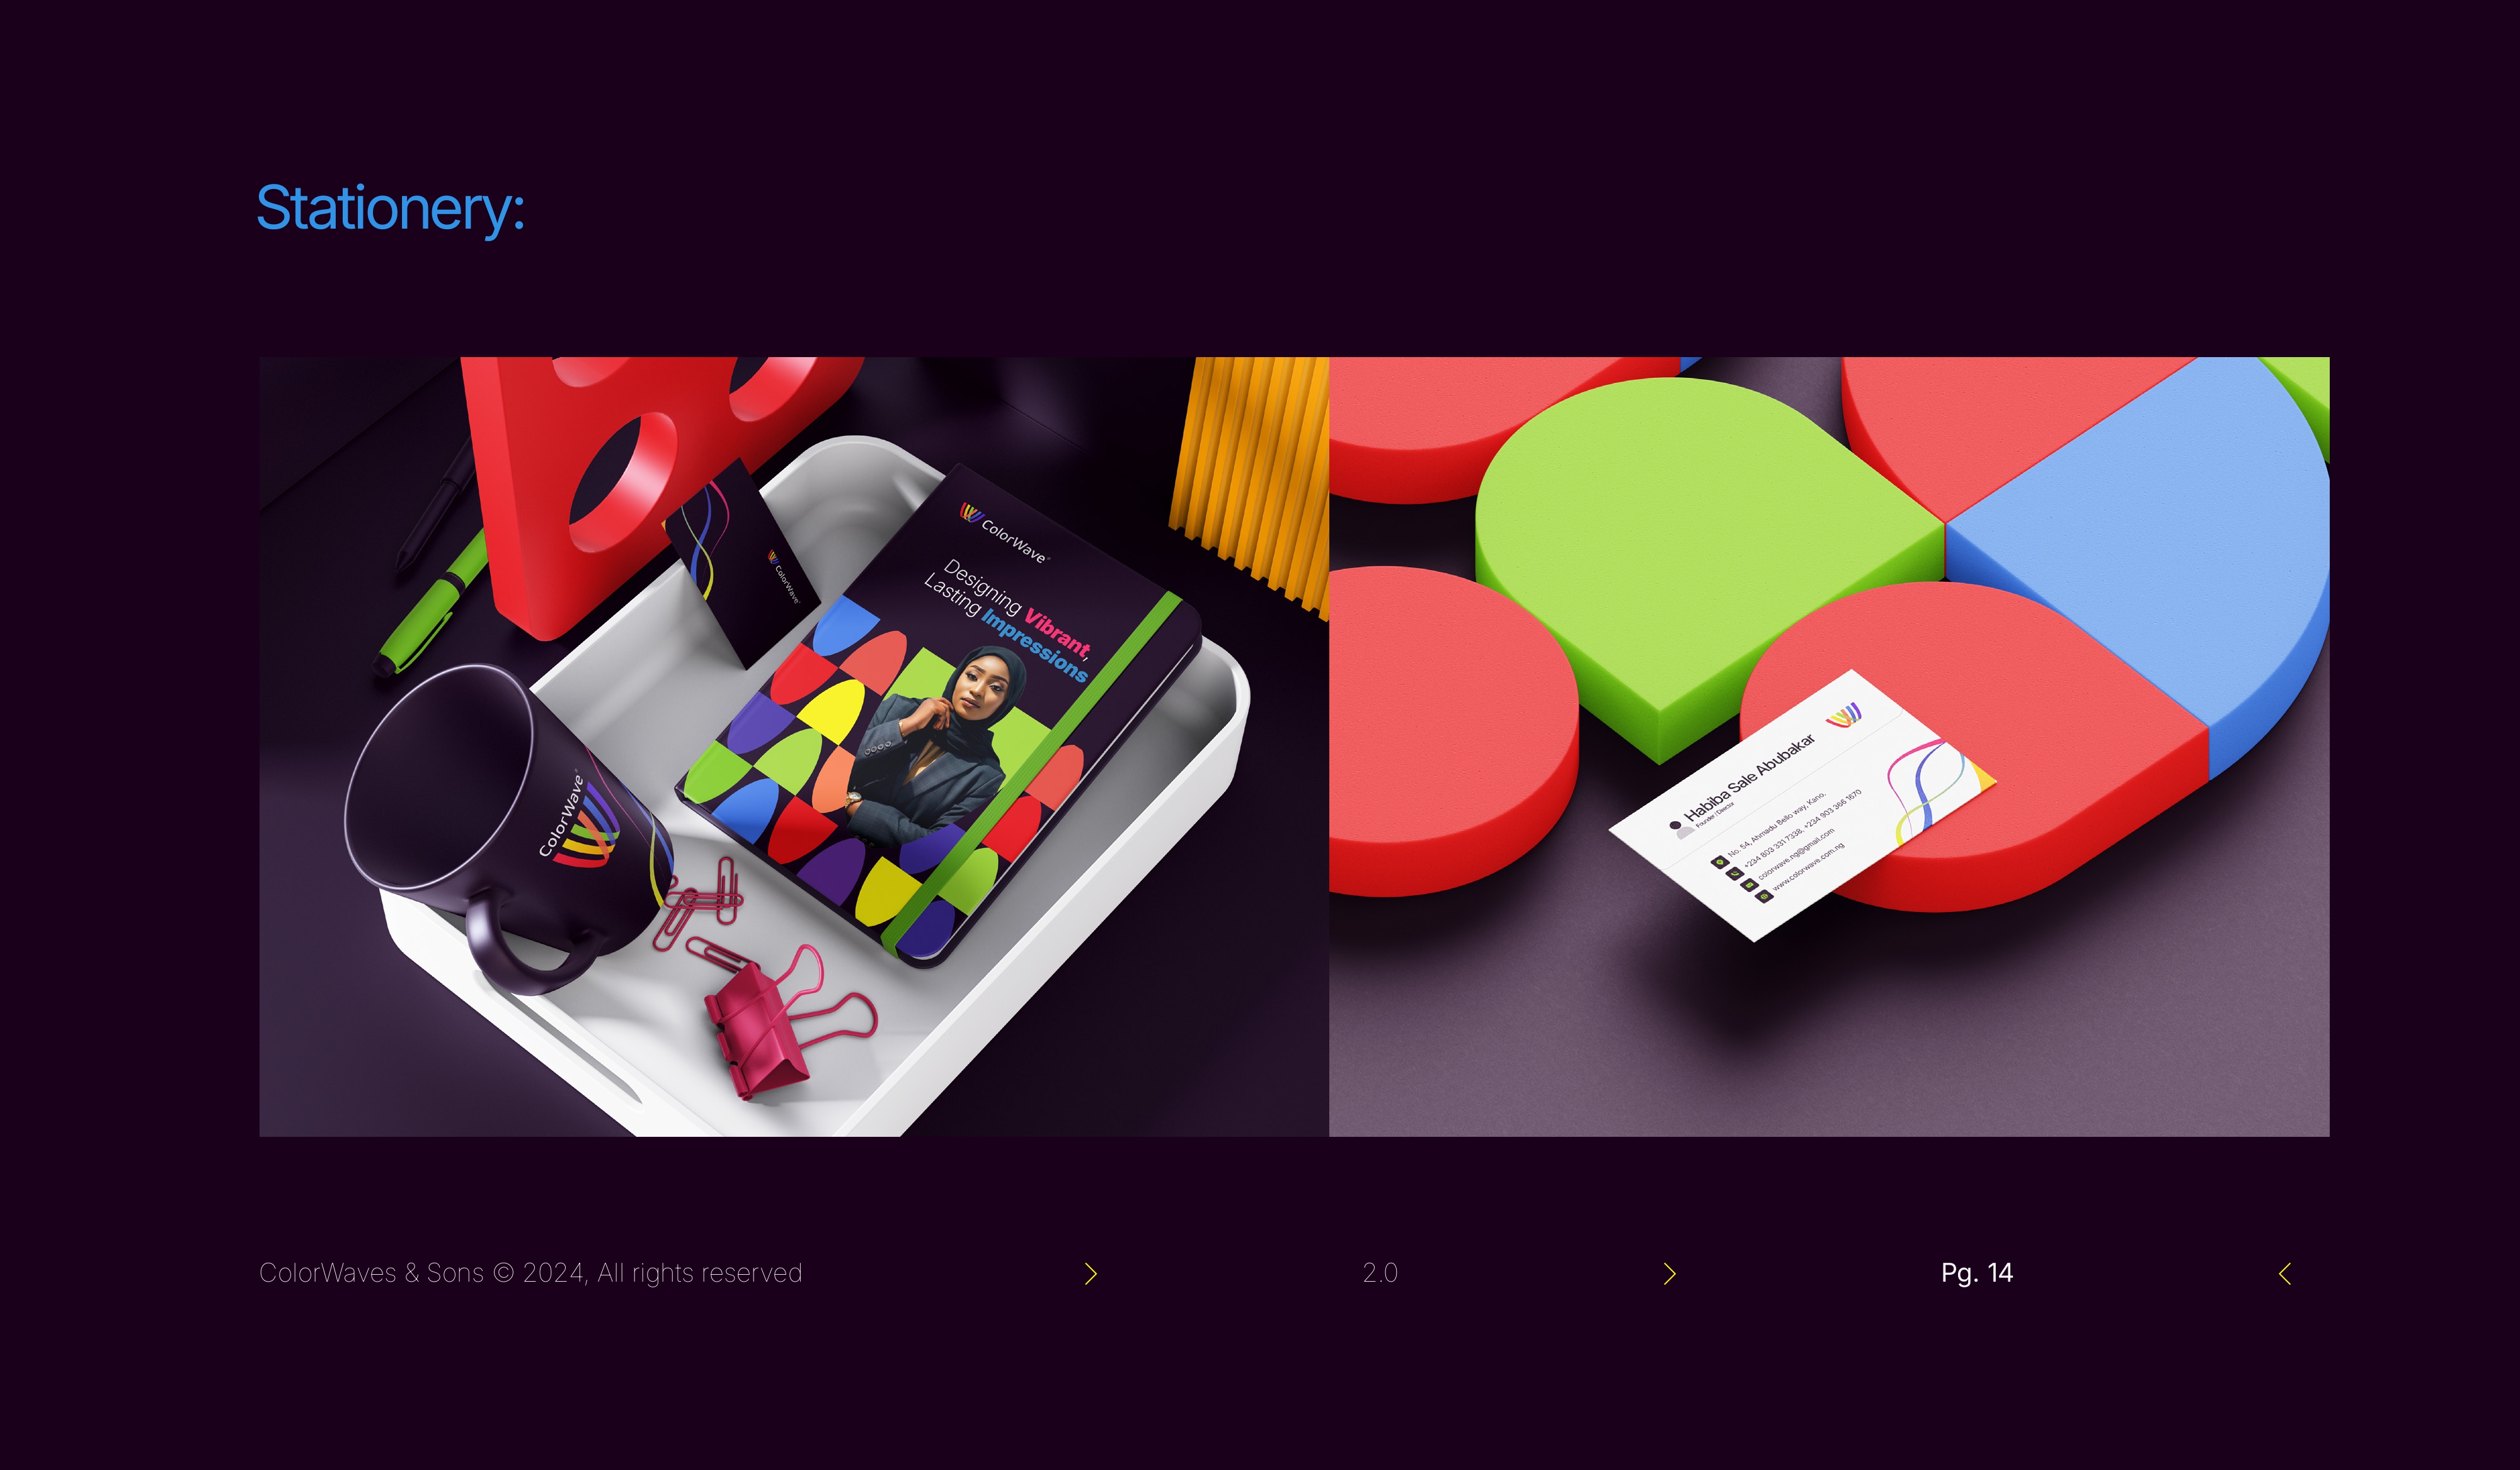 Stationery:
ColorWave
Designing Vibrant,
Lasting Impressions
ColorWave
ColorWave
Habiba Sale Abubakar
Founder / Director
No. 54, Ahmadu Bello way, Kano.
+234 803 331 7338, +234 903 366 1670
colorwave.ng@gmail.com
www.colorwave.com.ng
ColorWaves & Sons © 2024, All rights reserved
2.0
Pg. 14